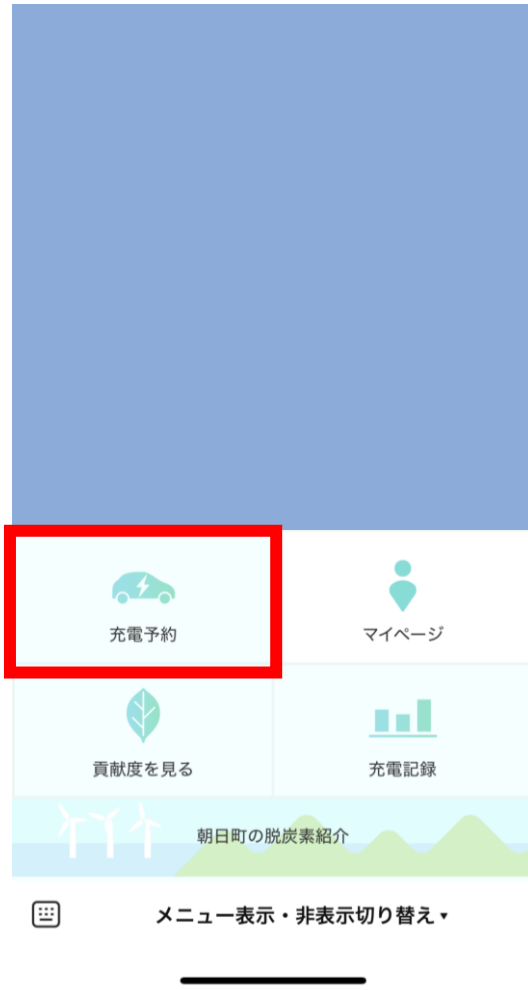 充電予約
マイページ
貢献度を見る
充電記録
朝日町の脱炭素紹介
メニュー表示・非表示切り替え▾